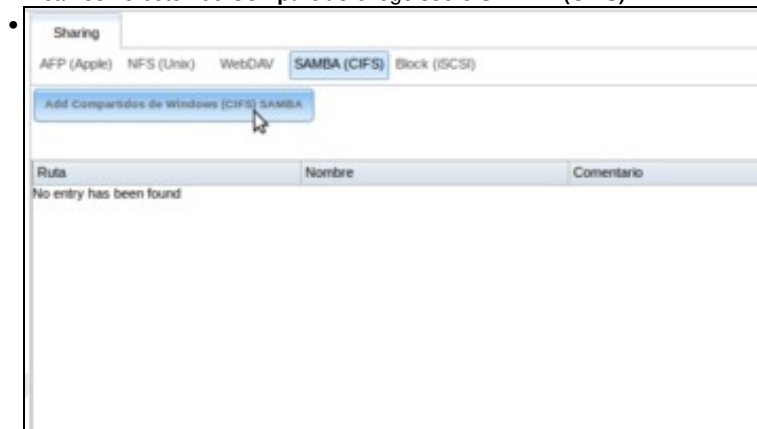 Sharing
AFP (Apple) NFS (Unix) WebDAV SAMBA (CIFS) Block (iSCSI)
Add Compartidos de Windows (CIFS) SAMBA
Ruta Nombre Comentario
No entry has been found